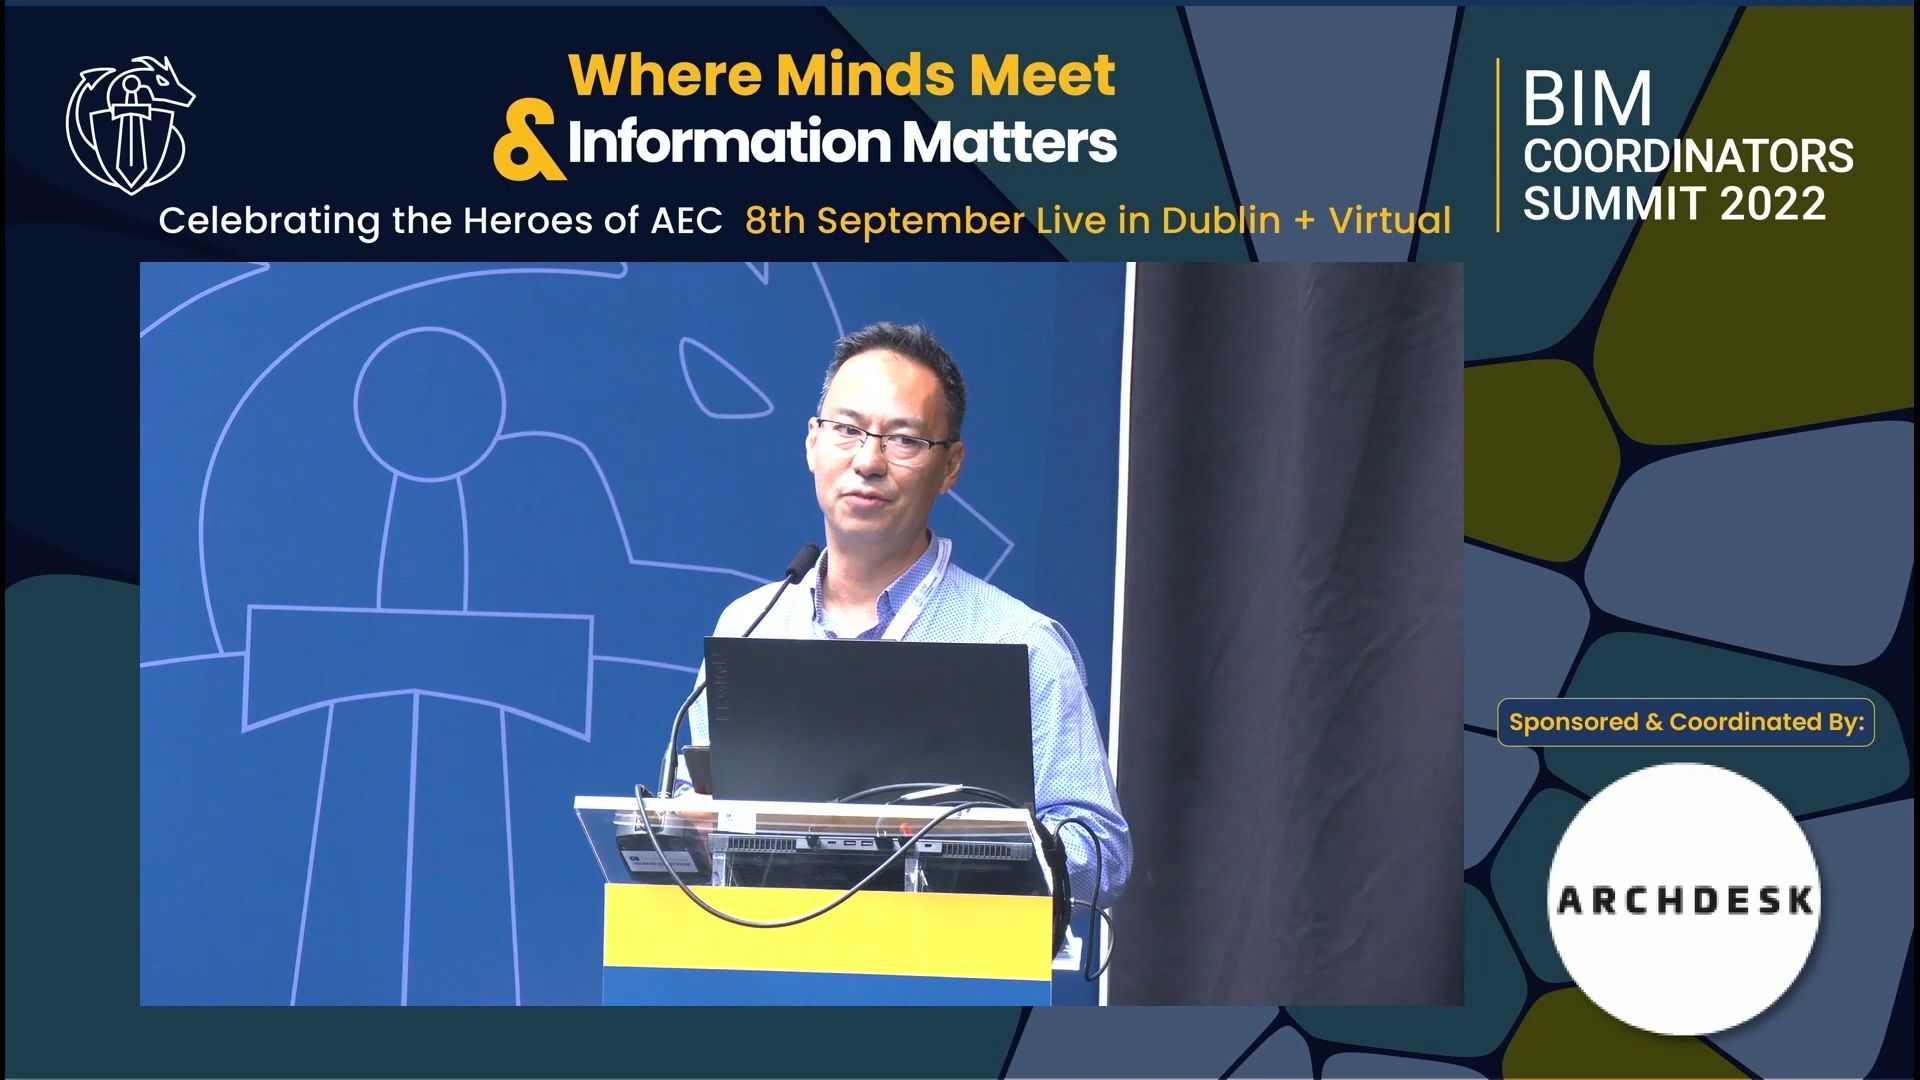 Where Minds Meet
& Information Matters
Celebrating the Heroes of AEC 8th September Live in Dublin + Virtual
BIM
COORDINATORS
SUMMIT 2022
LEGION
Sponsored & Coordinated By:
ARCHDESK